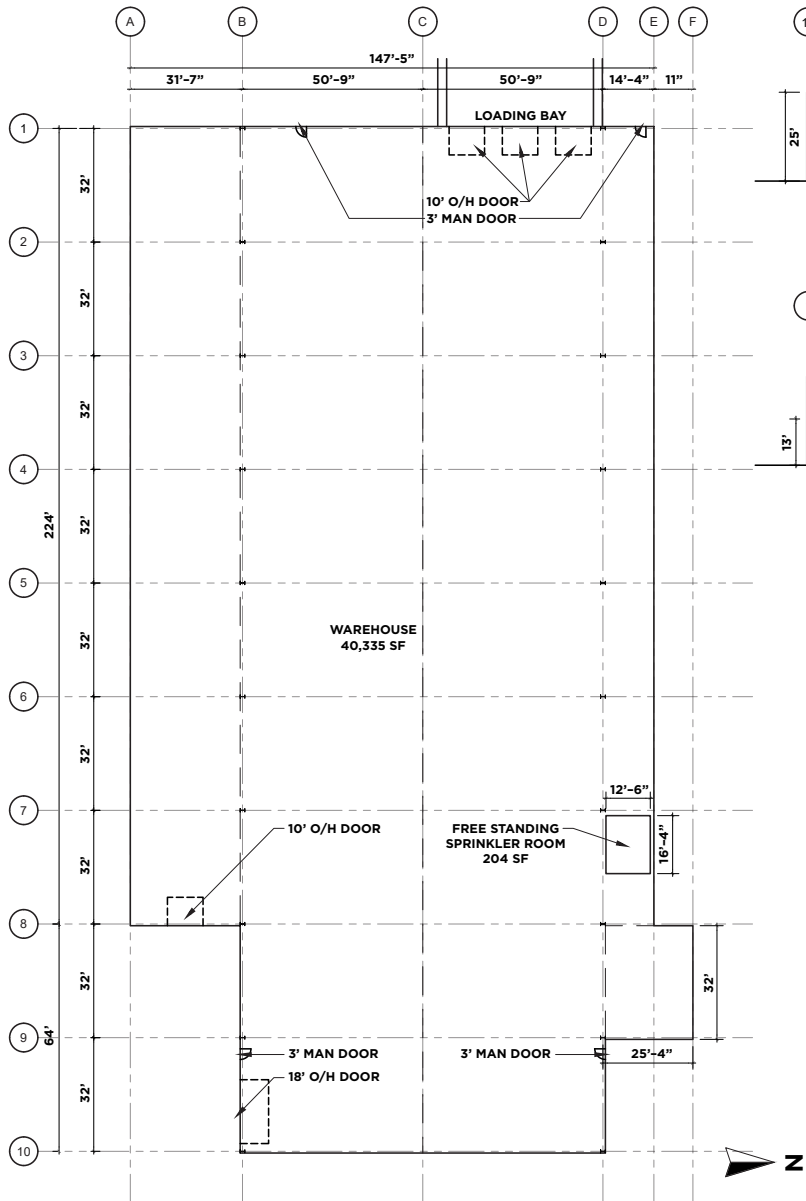 A B C D E F 1
147'-5"
31'-7" 50'-9" 50'-9" 14'-4" 11"
LOADING BAY
1
25'
32'
10' O/H DOOR
3' MAN DOOR
2
32'
3
32'
4
13'
32'
224'
5
32'
WAREHOUSE
40,335 SF
6
32'
12'-6"
7
10' O/H DOOR
FREE STANDING
SPRINKLER ROOM
204 SF
16'-4"
32'
8
32'
32'
9
64'
3' MAN DOOR 3' MAN DOOR
25'-4"
18' O/H DOOR
32'
10
N